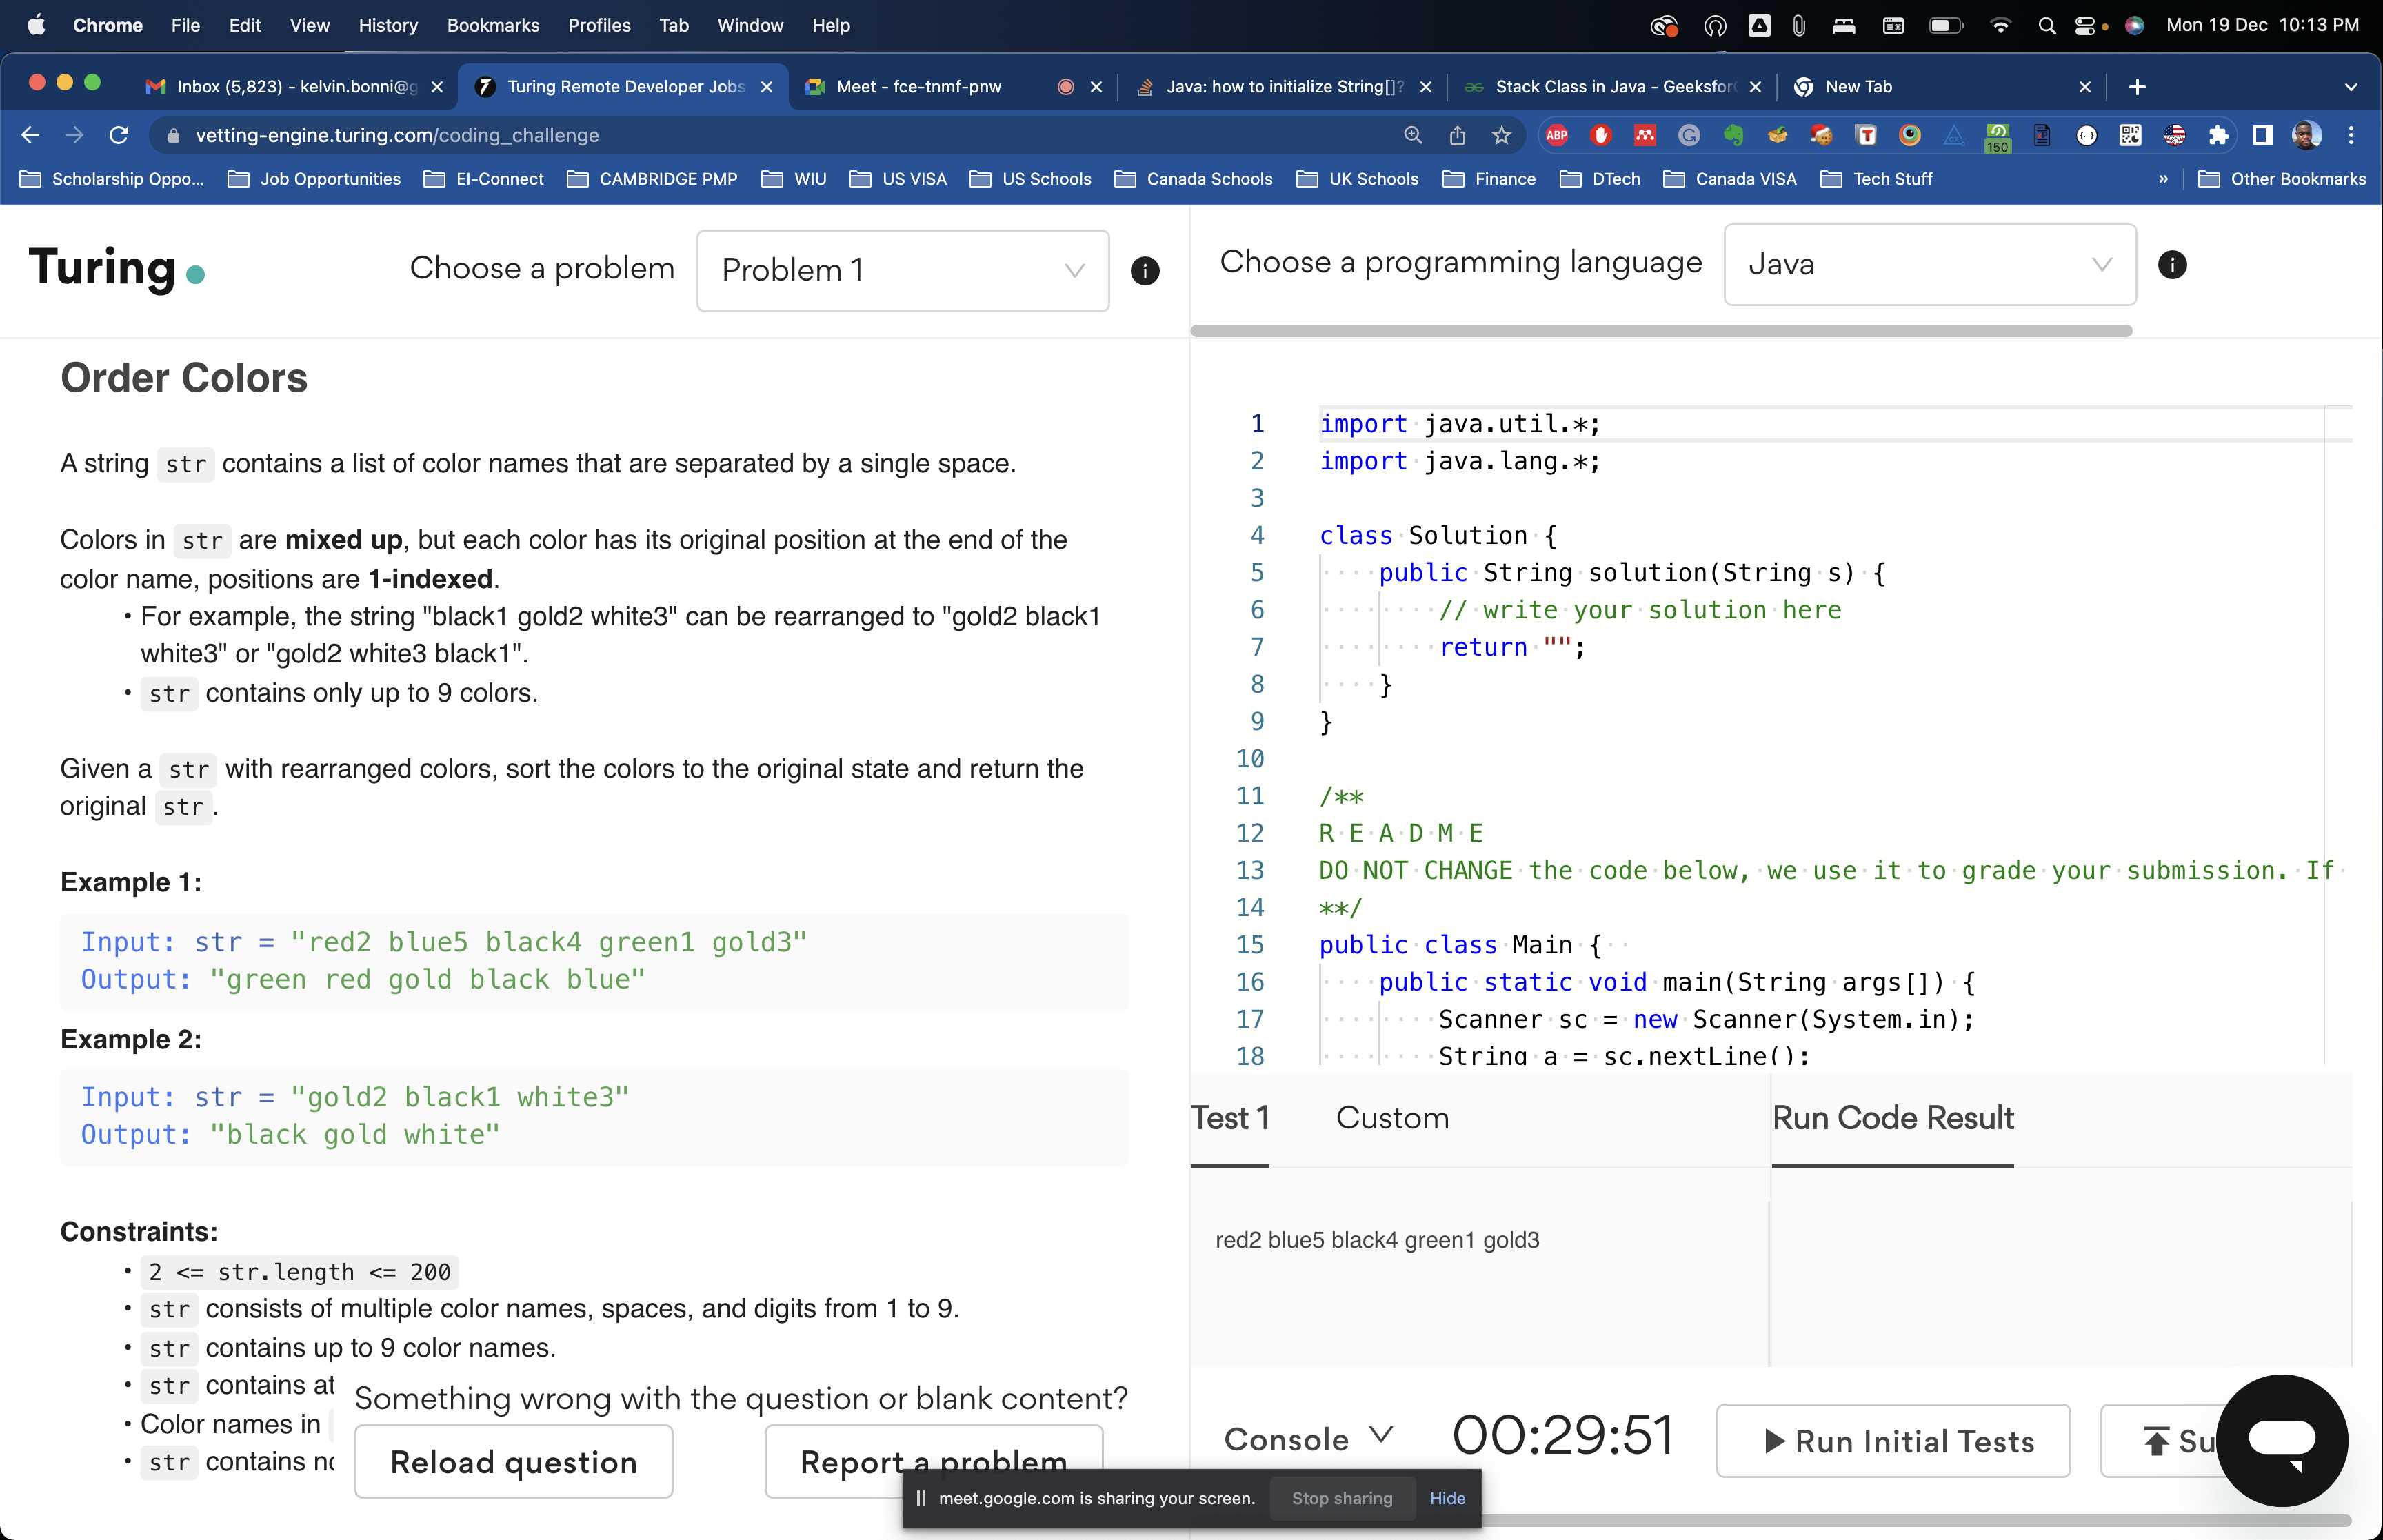 Chrome File Edit View History Bookmarks Profiles Tab Window Help Mon 19 Dec 10:13 PM
Inbox (5,823) - kelvin.bonni@g Turing Remote Developer Jobs Meet - fce-tnmf-pnw Java: how to initialize String[]? Stack Class in Java - Geeksfor New Tab
vetting-engine.turing.com/coding_challenge ABP 150
Scholarship Oppo... Job Opportunities EI-Connect CAMBRIDGE PMP WIU US VISA US Schools Canada Schools UK Schools Finance DTech Canada VISA Tech Stuff » Other Bookmarks
Turing
Choose a problem Problem 1
Choose a programming language Java
Order Colors
A string str contains a list of color names that are separated by a single space.
Colors in str are mixed up, but each color has its original position at the end of the
color name, positions are 1-indexed.
• For example, the string "black1 gold2 white3" can be rearranged to "gold2 black1
white3" or "gold2 white3 black1".
• str contains only up to 9 colors.
Given a str with rearranged colors, sort the colors to the original state and return the
original str.
Example 1:
Input: str = "red2 blue5 black4 green1 gold3"
Output: "green red gold black blue"
Example 2:
Input: str = "gold2 black1 white3"
Output: "black gold white"
Constraints:
• 2 <= str.length <= 200
• str consists of multiple color names, spaces, and digits from 1 to 9.
• str contains up to 9 color names.
• str contains at
• Color names in
• str contains no
Something wrong with the question or blank content?
Reload question Report a problem
1 import java.util.*;
2 import java.lang.*;
3
4 class Solution {
5 public String solution(String s) {
6 // write your solution here
7 return "";
8 }
9 }
10
11 /**
12 R E A D M E
13 DO NOT CHANGE the code below, we use it to grade your submission. If
14 **/
15 public class Main {
16 public static void main(String args[]) {
17 Scanner sc = new Scanner(System.in);
18 String a = sc.nextLine();
Test 1 Custom Run Code Result
red2 blue5 black4 green1 gold3
Console 00:29:51 Run Initial Tests Su
meet.google.com is sharing your screen. Stop sharing Hide